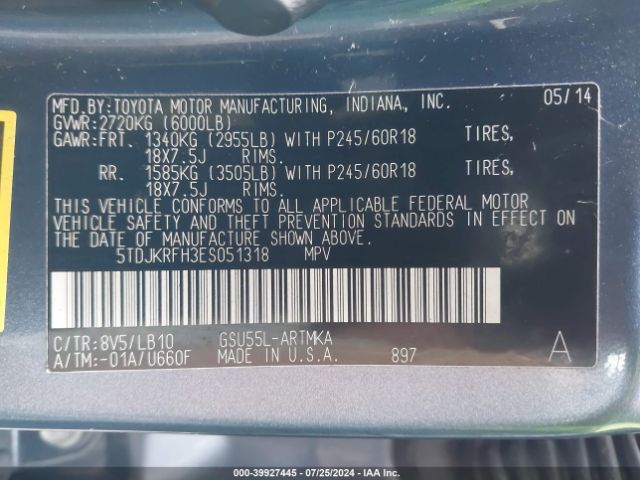 MFD.BY:TOYOTA MOTOR MANUFACTURING, INDIANA, INC. 05/14
GVWR:2720KG (6000LB)
GAWR:FRT. 1340KG (2955LB) WITH P245/60R18 TIRES,
18X7.5J RIMS.
RR. 1585KG (3505LB) WITH P245/60R18 TIRES,
18X7.5J RIMS.
THIS VEHICLE CONFORMS TO ALL APPLICABLE FEDERAL MOTOR
VEHICLE SAFETY AND THEFT PREVENTION STANDARDS IN EFFECT ON
THE DATE OF MANUFACTURE SHOWN ABOVE.
5TDJKRFH3ES051318 MPV
C/TR:8V5/LB10 GSU55L-ARTMKA
A/TM:-01A/U660F MADE IN U.S.A. 897 A
000-39927445 - 07/25/2024 - IAA Inc.